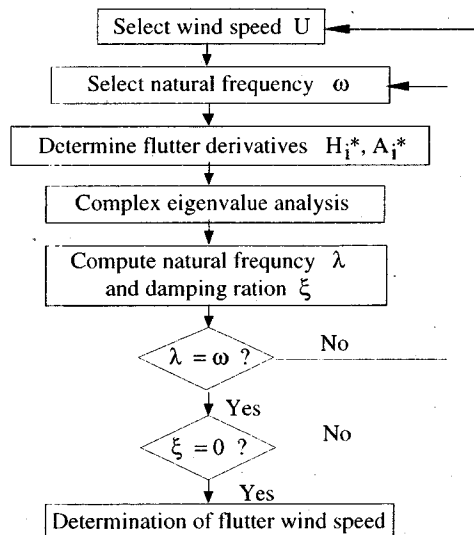 Select wind speed U
Select natural frequency ω
Determine flutter derivatives Hi*, Ai*
Complex eigenvalue analysis
Compute natural frequncy λ
and damping ration ξ
λ = ω ?
No
Yes
ξ = 0 ?
No
Yes
Determination of flutter wind speed